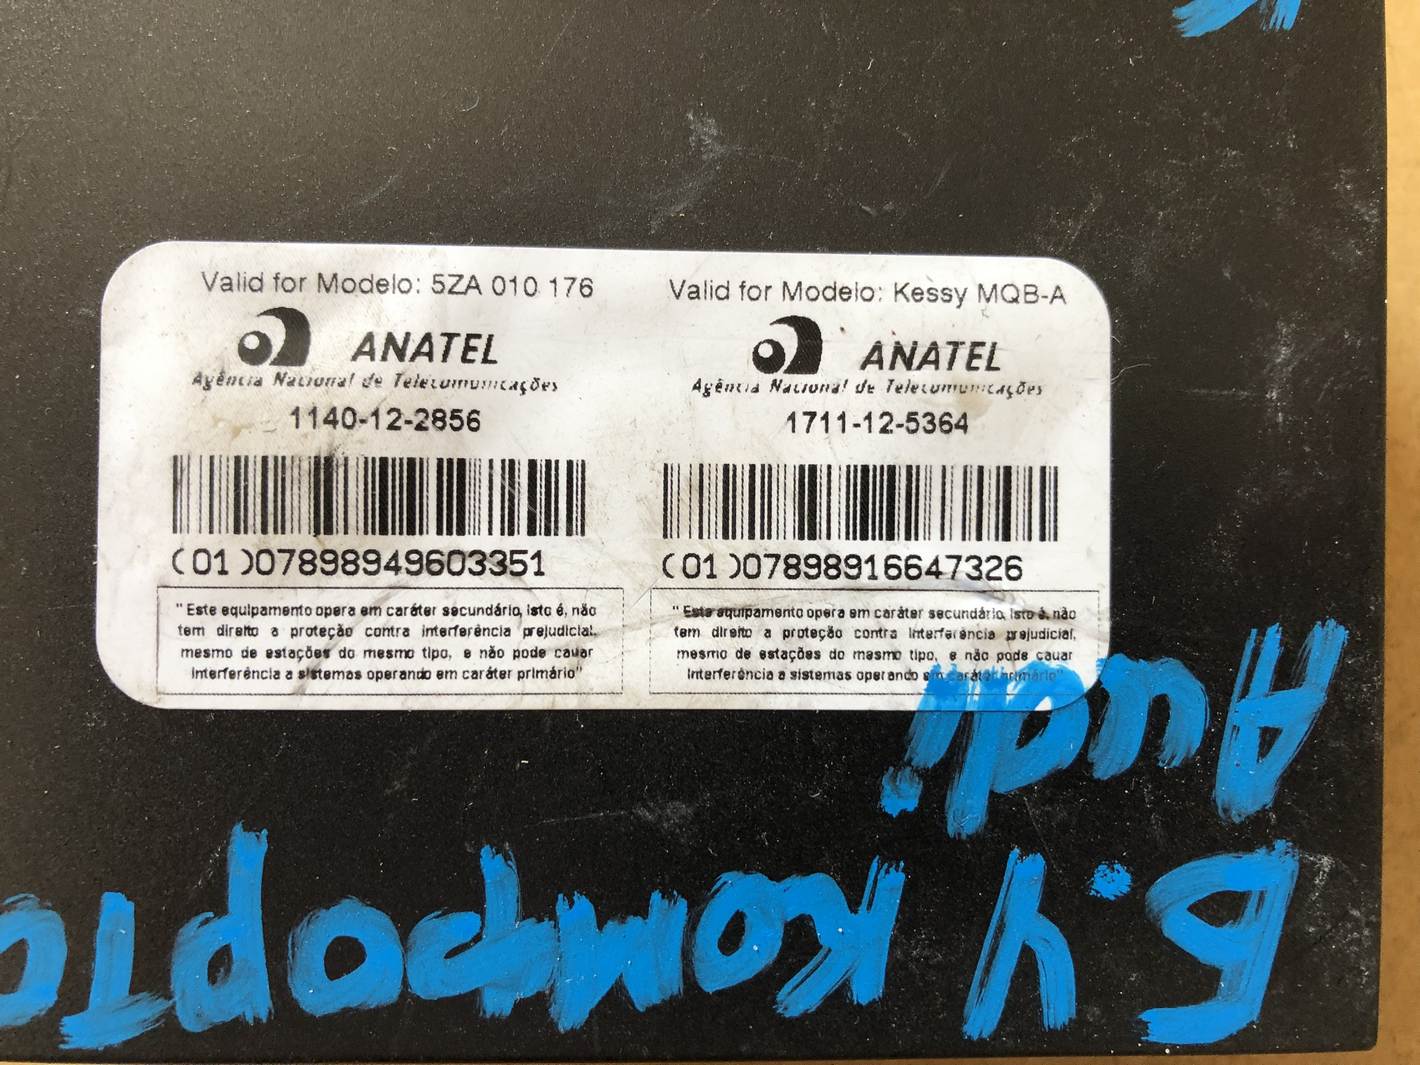 Valid for Modelo: 5ZA 010 176
ANATEL
Agência Nacional de Telecomunicações
1140-12-2856
(01)07898949603351
"Este equipamento opera em caráter secundário, isto é, não
tem direito a proteção contra interferência prejudicial,
mesmo de estações do mesmo tipo, e não pode cauar
interferência a sistemas operando em caráter primário"
Valid for Modelo: Kessy MQB-A
ANATEL
Agência Nacional de Telecomunicações
1711-12-5364
(01)07898916647326
"Este equipamento opera em caráter secundário, isto é, não
tem direito a proteção contra interferência prejudicial,
mesmo de estações do mesmo tipo, e não pode cauar
interferência a sistemas operando em caráter primário"
Б.У комфорто
Audi